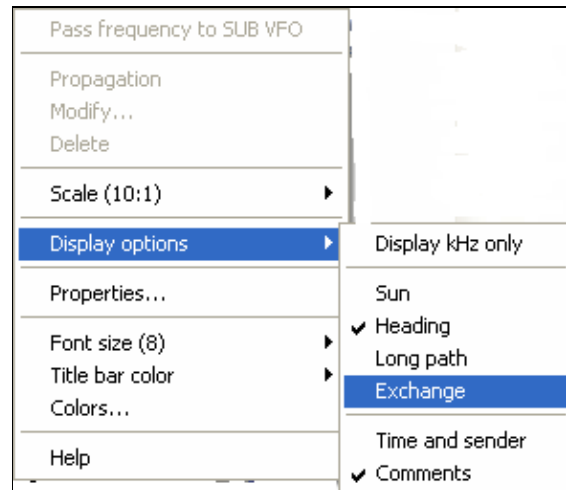 Pass frequency to SUB VFO
Propagation
Modify...
Delete
Scale (10:1)
Display options
Properties...
Font size (8)
Title bar color
Colors...
Help
Display kHz only
Sun
Heading
Long path
Exchange
Time and sender
Comments